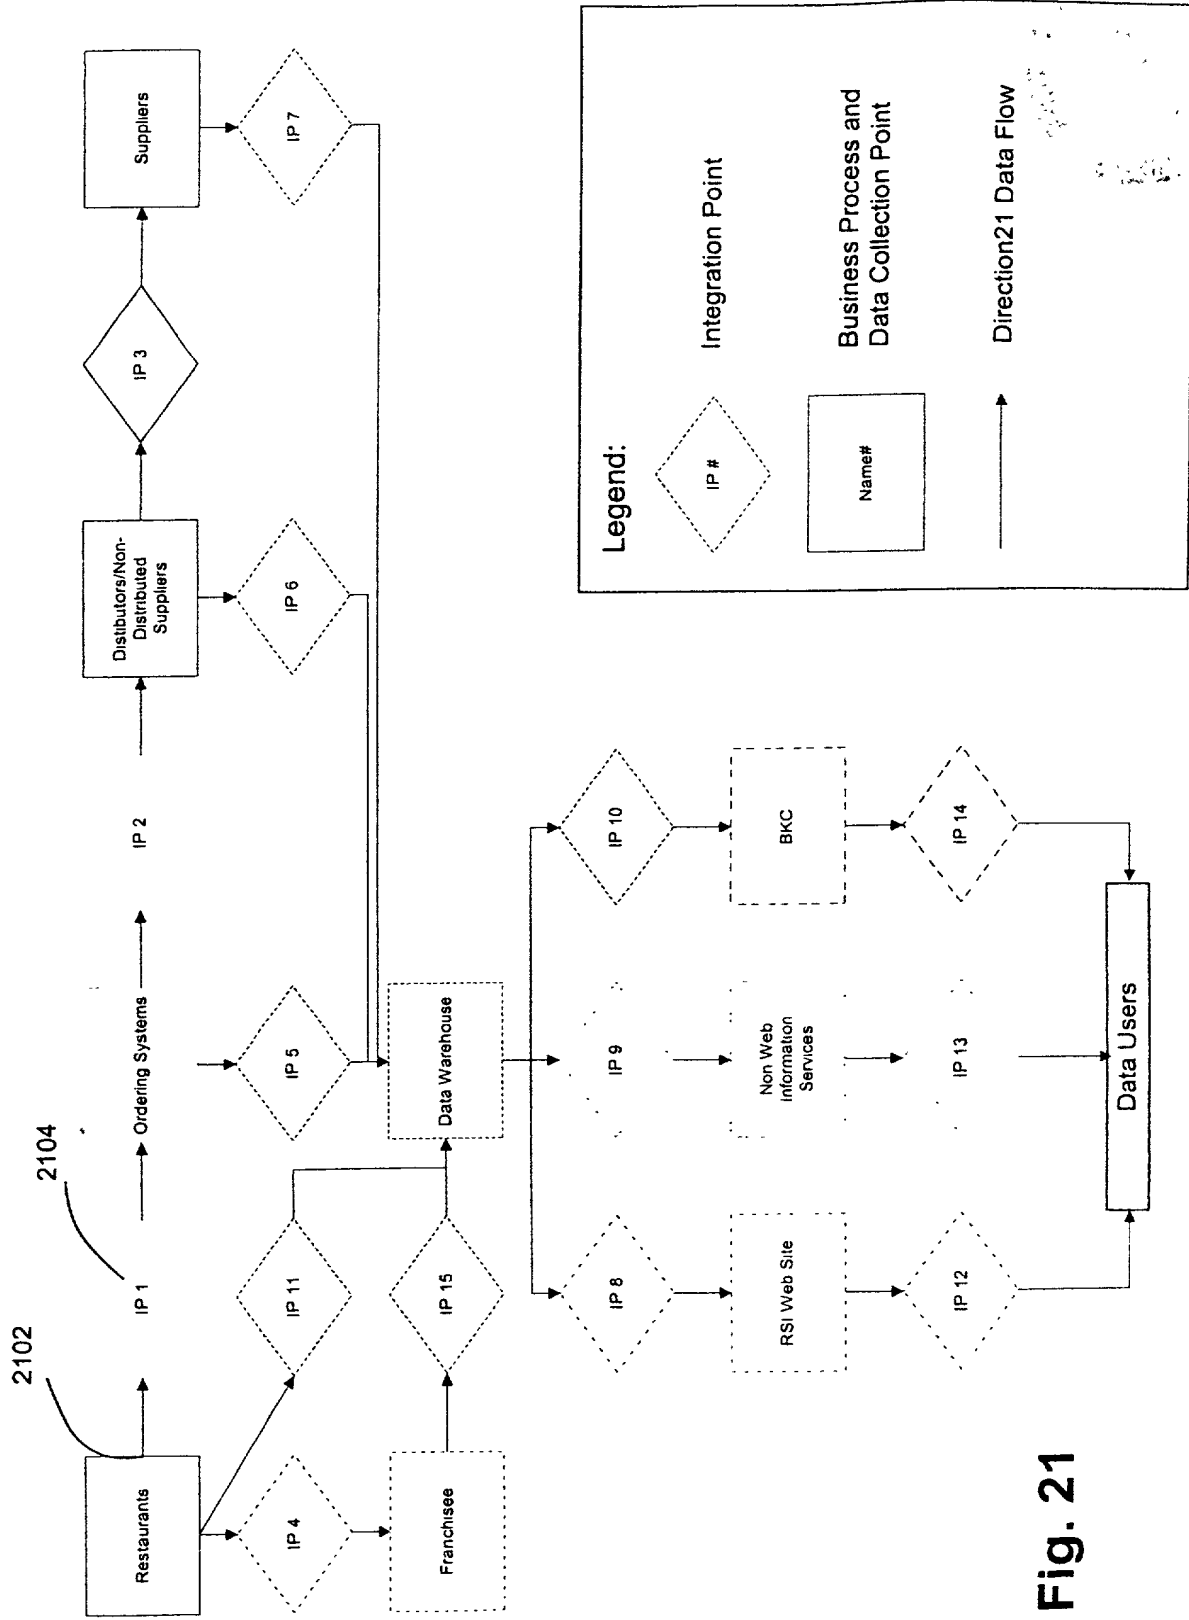 2102
2104
Restaurants
IP 1
Ordering Systems
IP 2
Distibutors/Non-
Distributed
Suppliers
IP 3
Suppliers
IP 4
IP 11
IP 5
IP 6
IP 7
Franchisee
IP 15
Data Warehouse
IP 8
IP 9
IP 10
RSI Web Site
Non Web
Information
Services
BKC
IP 12
IP 13
IP 14
Data Users
Legend:
IP #
Integration Point
Name#
Business Process and
Data Collection Point
Direction21 Data Flow
Fig. 21